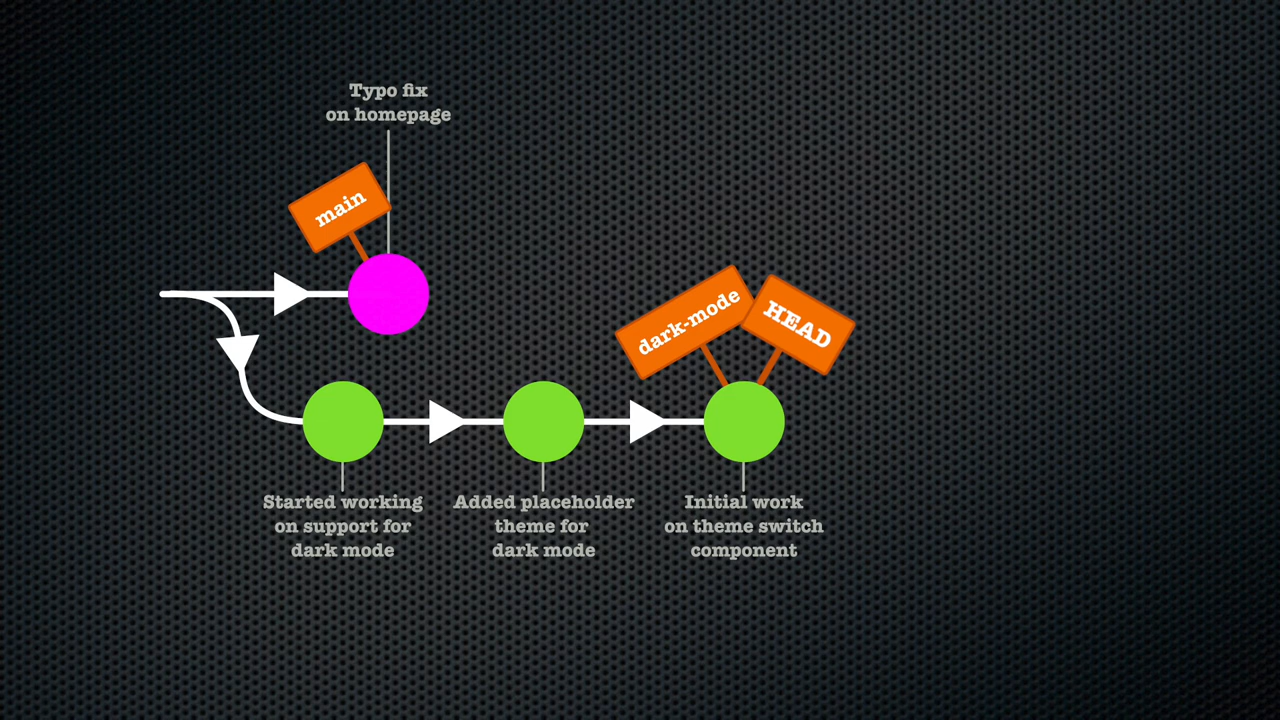 Typo fix
on homepage
main
dark-mode
HEAD
Started working
on support for
dark mode
Added placeholder
theme for
dark mode
Initial work
on theme switch
component